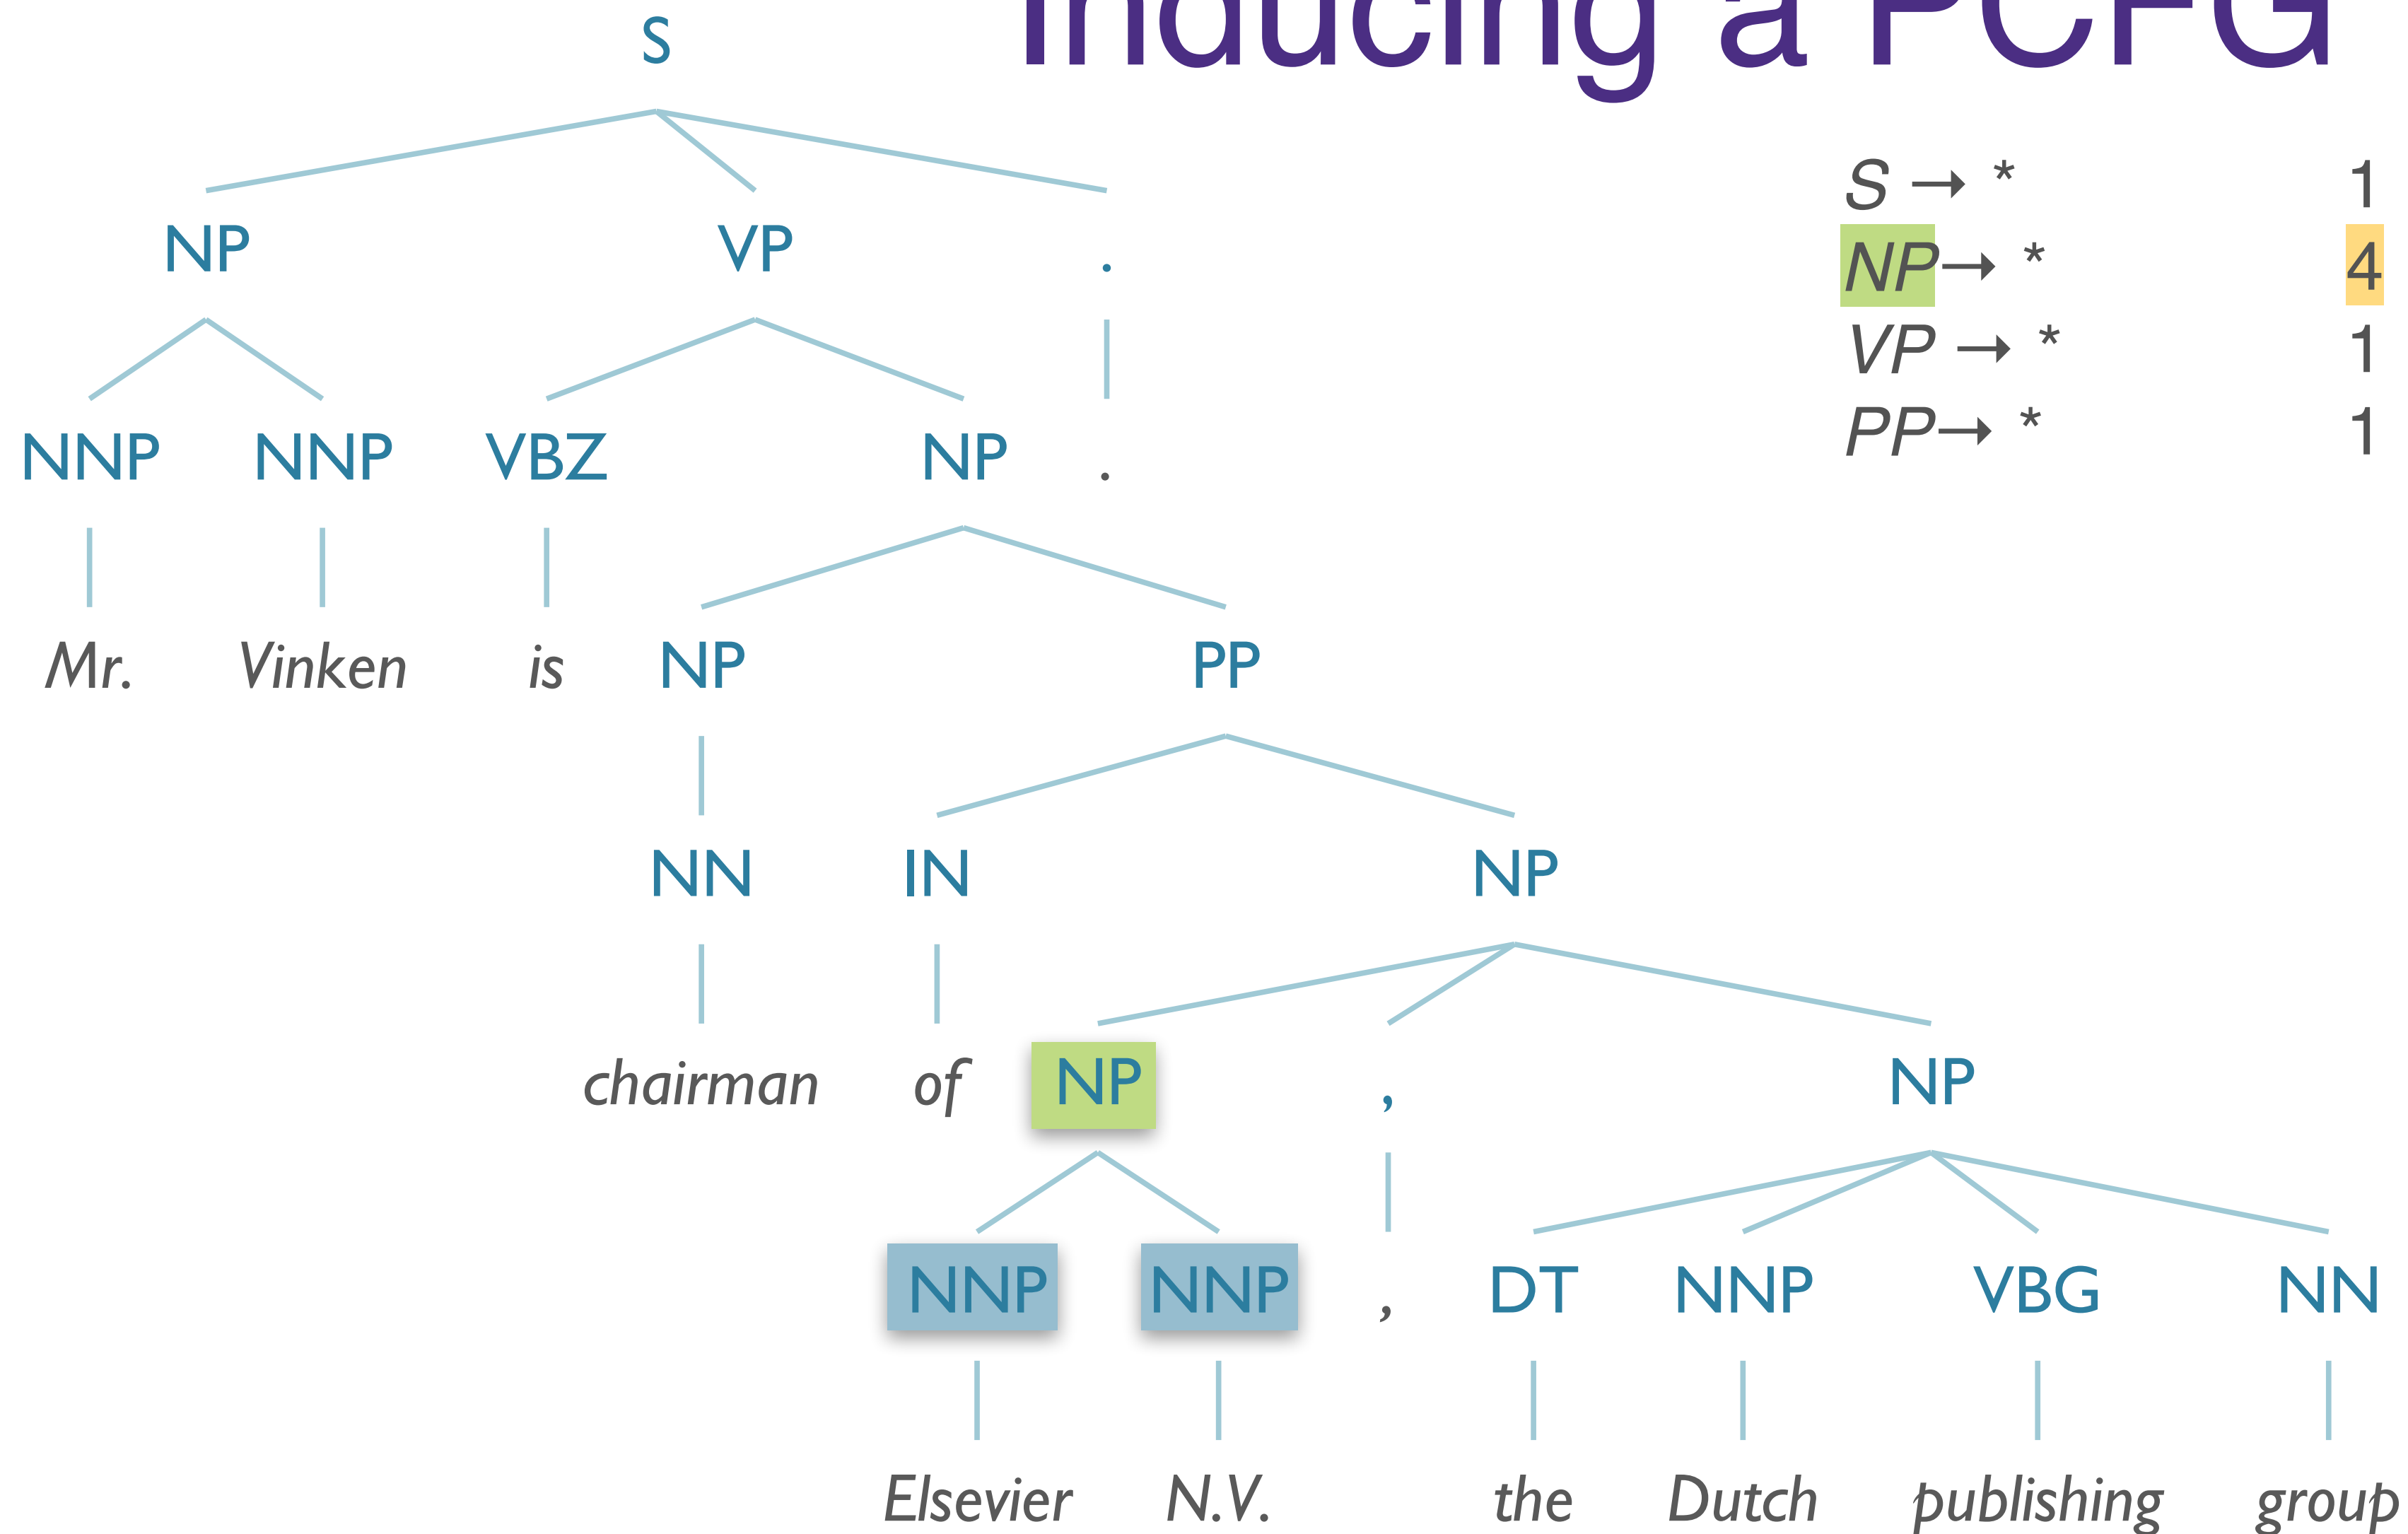 Inducing a PCFG
S
S → * 1
NP → * 4
VP → * 1
PP → * 1
NP VP .
NNP NNP VBZ NP .
Mr. Vinken is NP PP
NN IN NP
chairman of NP , NP
NNP NNP , DT NNP VBG NN
Elsevier N.V. the Dutch publishing group